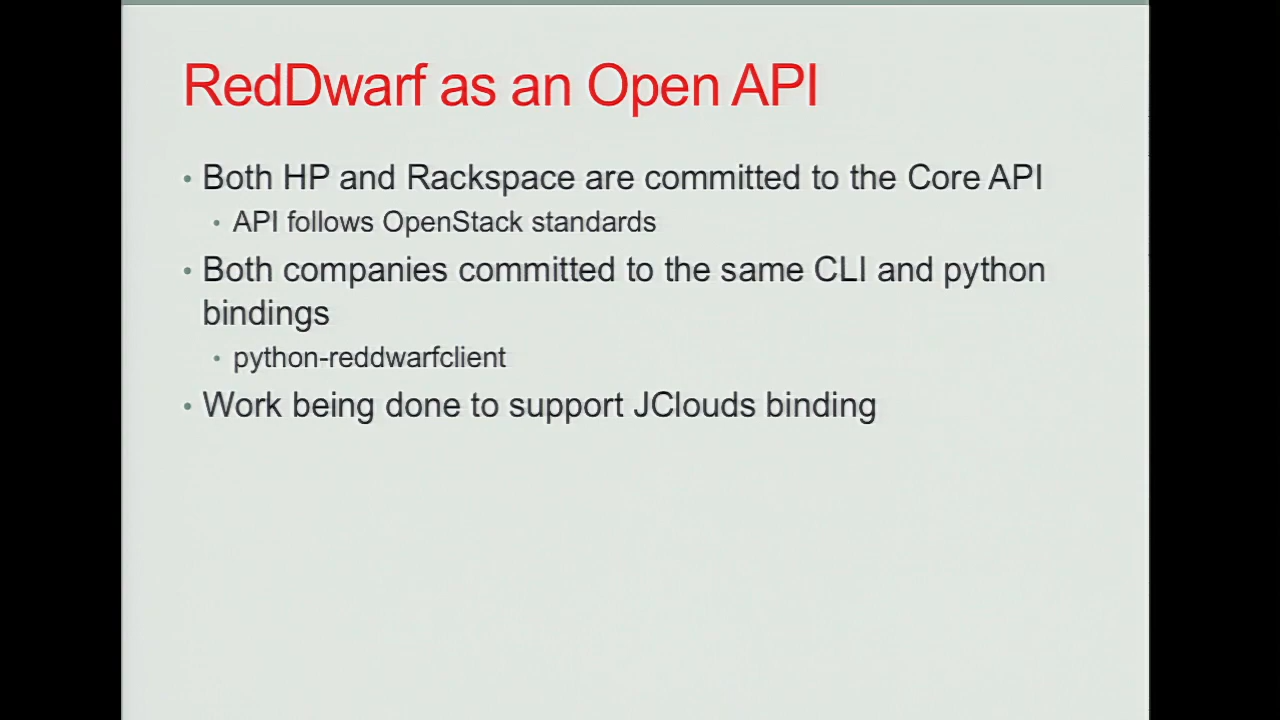 RedDwarf as an Open API
• Both HP and Rackspace are committed to the Core API
• API follows OpenStack standards
• Both companies committed to the same CLI and python
bindings
• python-reddwarfclient
• Work being done to support JClouds binding